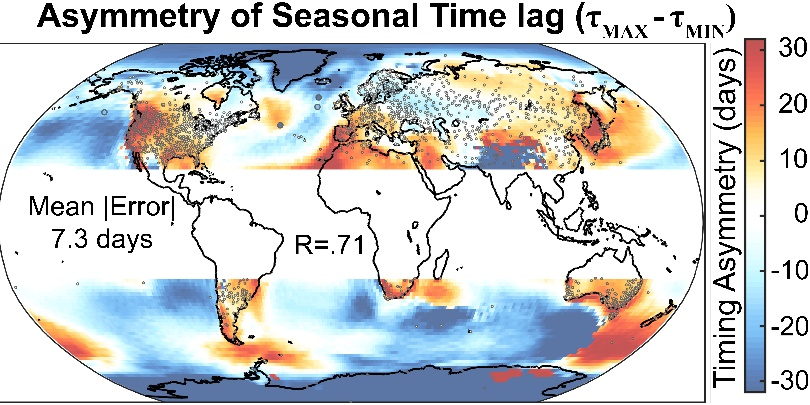 Asymmetry of Seasonal Time lag (τMAX - τMIN)
Mean |Error|
7.3 days
R=.71
Timing Asymmetry (days)
30
20
10
0
-10
-20
-30